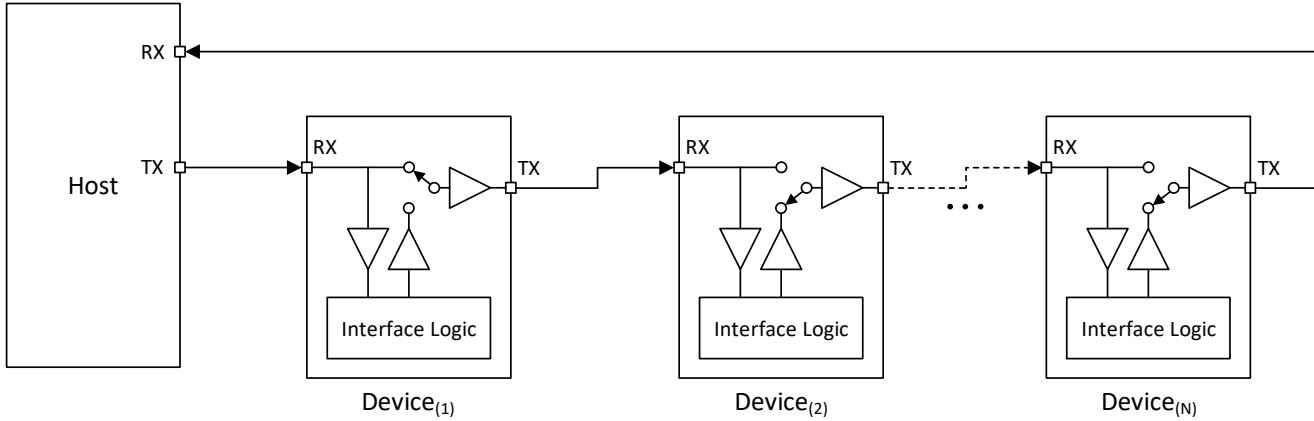 RX
TX
Host
RX
TX
Interface Logic
Device(1)
RX
TX
Interface Logic
Device(2)
...
RX
TX
Interface Logic
Device(N)